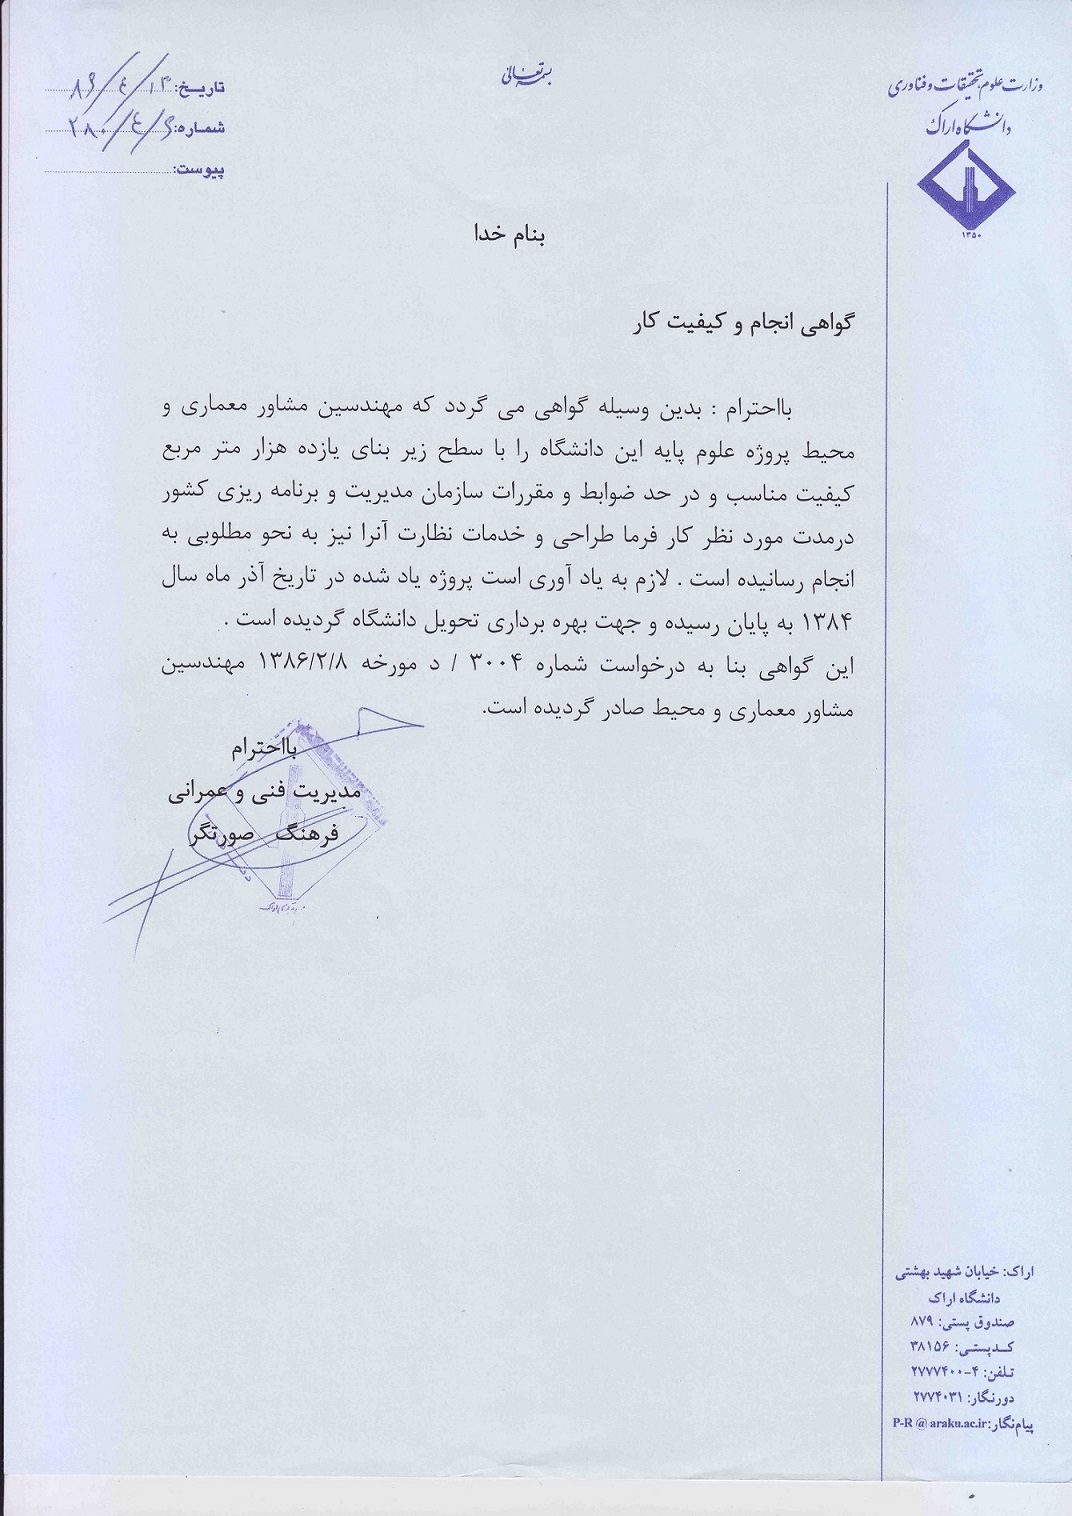 بسمه تعالی
وزارت علوم، تحقیقات و فناوری
دانشگاه اراک
۱۳۵۰
تاریخ: ۸۶/۴/۱۳
شماره:
پیوست:
بنام خدا
گواهی انجام و کیفیت کار
بااحترام : بدین وسیله گواهی می گردد که مهندسین مشاور معماری و
محیط پروژه علوم پایه این دانشگاه را با سطح زیر بنای یازده هزار متر مربع
کیفیت مناسب و در حد ضوابط و مقررات سازمان مدیریت و برنامه ریزی کشور
درمدت مورد نظر کار فرما طراحی و خدمات نظارت آنرا نیز به نحو مطلوبی به
انجام رسانیده است . لازم به یاد آوری است پروژه یاد شده در تاریخ آذر ماه سال
۱۳۸۴ به پایان رسیده و جهت بهره برداری تحویل دانشگاه گردیده است .
این گواهی بنا به درخواست شماره ۳۰۰۴ / د مورخه ۱۳۸۶/۲/۸ مهندسین
مشاور معماری و محیط صادر گردیده است.
بااحترام
مدیریت فنی و عمرانی
فرهنگ صورتگر
اراک: خیابان شهید بهشتی
دانشگاه اراک
صندوق پستی: ۸۷۹
کدپستی: ۳۸۱۵۶
تلفن: ۴-۲۷۷۷۴۰۰
دورنگار: ۲۷۷۴۰۳۱
پیام‌نگار: P-R @ araku.ac.ir